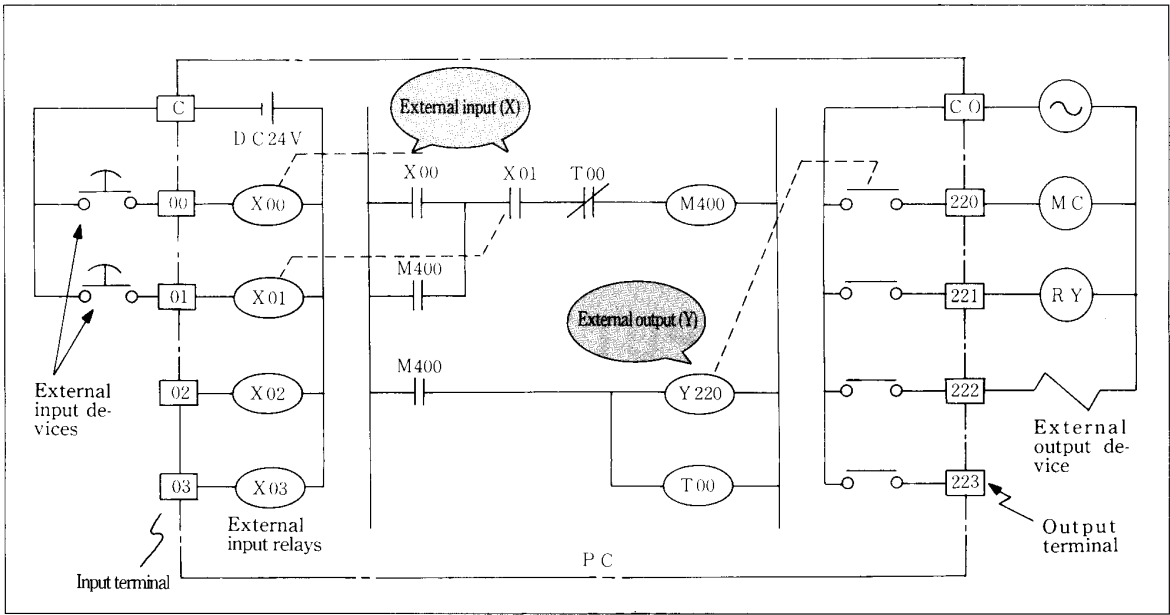 C
DC24V
External input (X)
CO
00
X00
X00
X01
T00
M400
220
MC
01
X01
M400
221
RY
External output (Y)
External
input de-
vices
02
X02
M400
Y220
222
External
output de-
vice
03
X03
T00
223
External
input relays
Input terminal
PC
Output
terminal